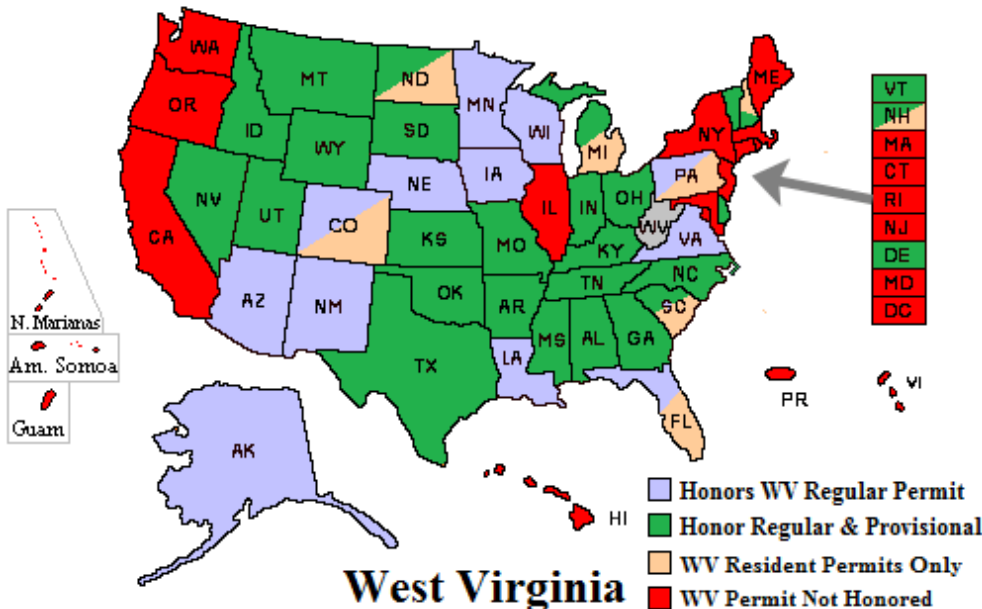 WA
MT
ND
MN
ME
OR
ID
SD
WI
NY
WY
MI
IA
PA
NE
NV
UT
CO
IL
IN
OH
WV
VA
CA
KS
MO
KY
NC
TN
AZ
NM
OK
AR
SC
MS
AL
GA
LA
TX
FL
AK
HI
PR
VI
VT
NH
MA
CT
RI
NJ
DE
MD
DC
N. Marianas
Am. Somoa
Guam
Honors WV Regular Permit
Honor Regular & Provisional
WV Resident Permits Only
WV Permit Not Honored
West Virginia